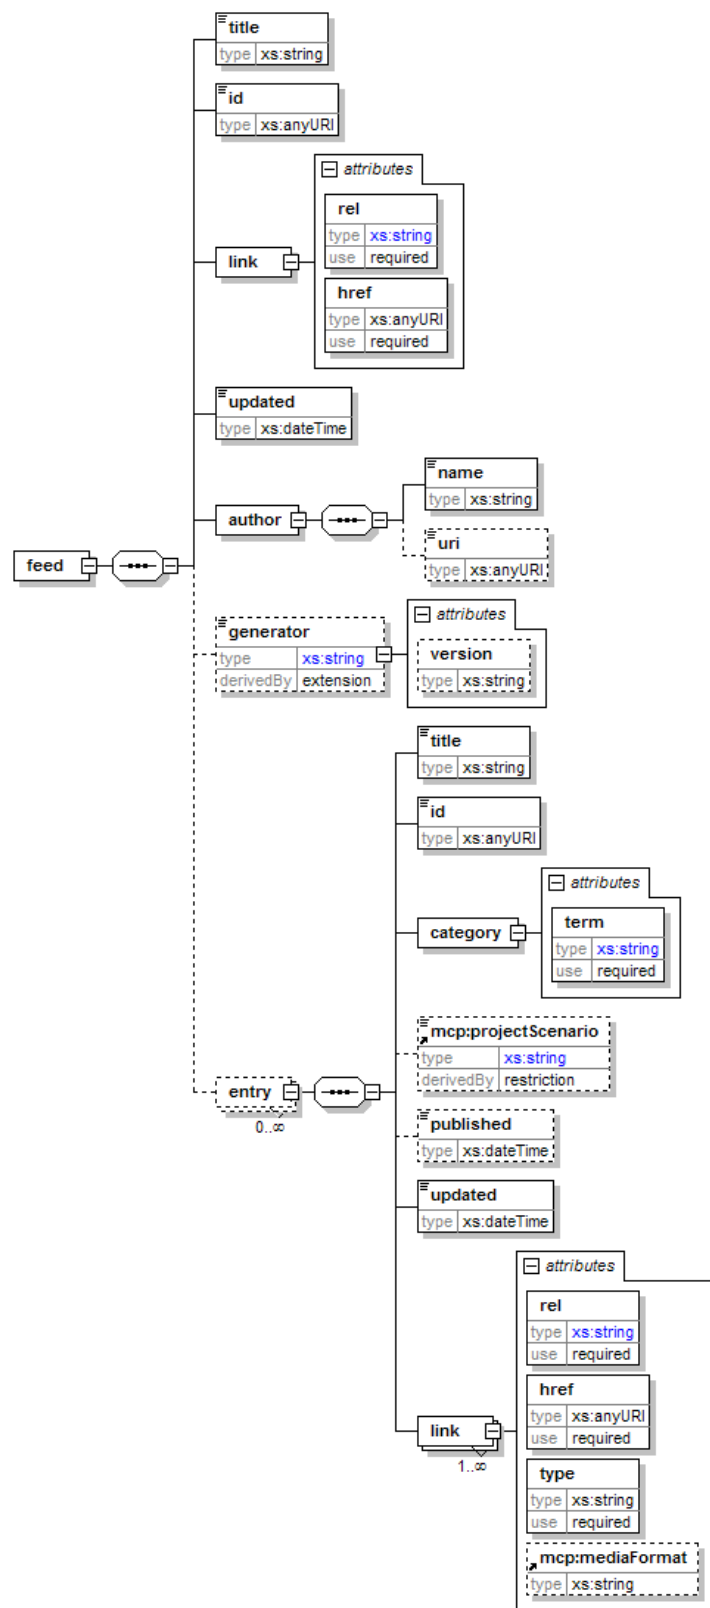 title
type xs:string
id
type xs:anyURI
attributes
rel
type xs:string
use required
link
href
type xs:anyURI
use required
updated
type xs:dateTime
name
type xs:string
author
uri
type xs:anyURI
feed
attributes
generator
type xs:string
derivedBy extension
version
type xs:string
title
type xs:string
id
type xs:anyURI
attributes
category
term
type xs:string
use required
mcp:projectScenario
type xs:string
derivedBy restriction
entry
0..∞
published
type xs:dateTime
updated
type xs:dateTime
attributes
rel
type xs:string
use required
href
type xs:anyURI
use required
link
1..∞
type
type xs:string
use required
mcp:mediaFormat
type xs:string